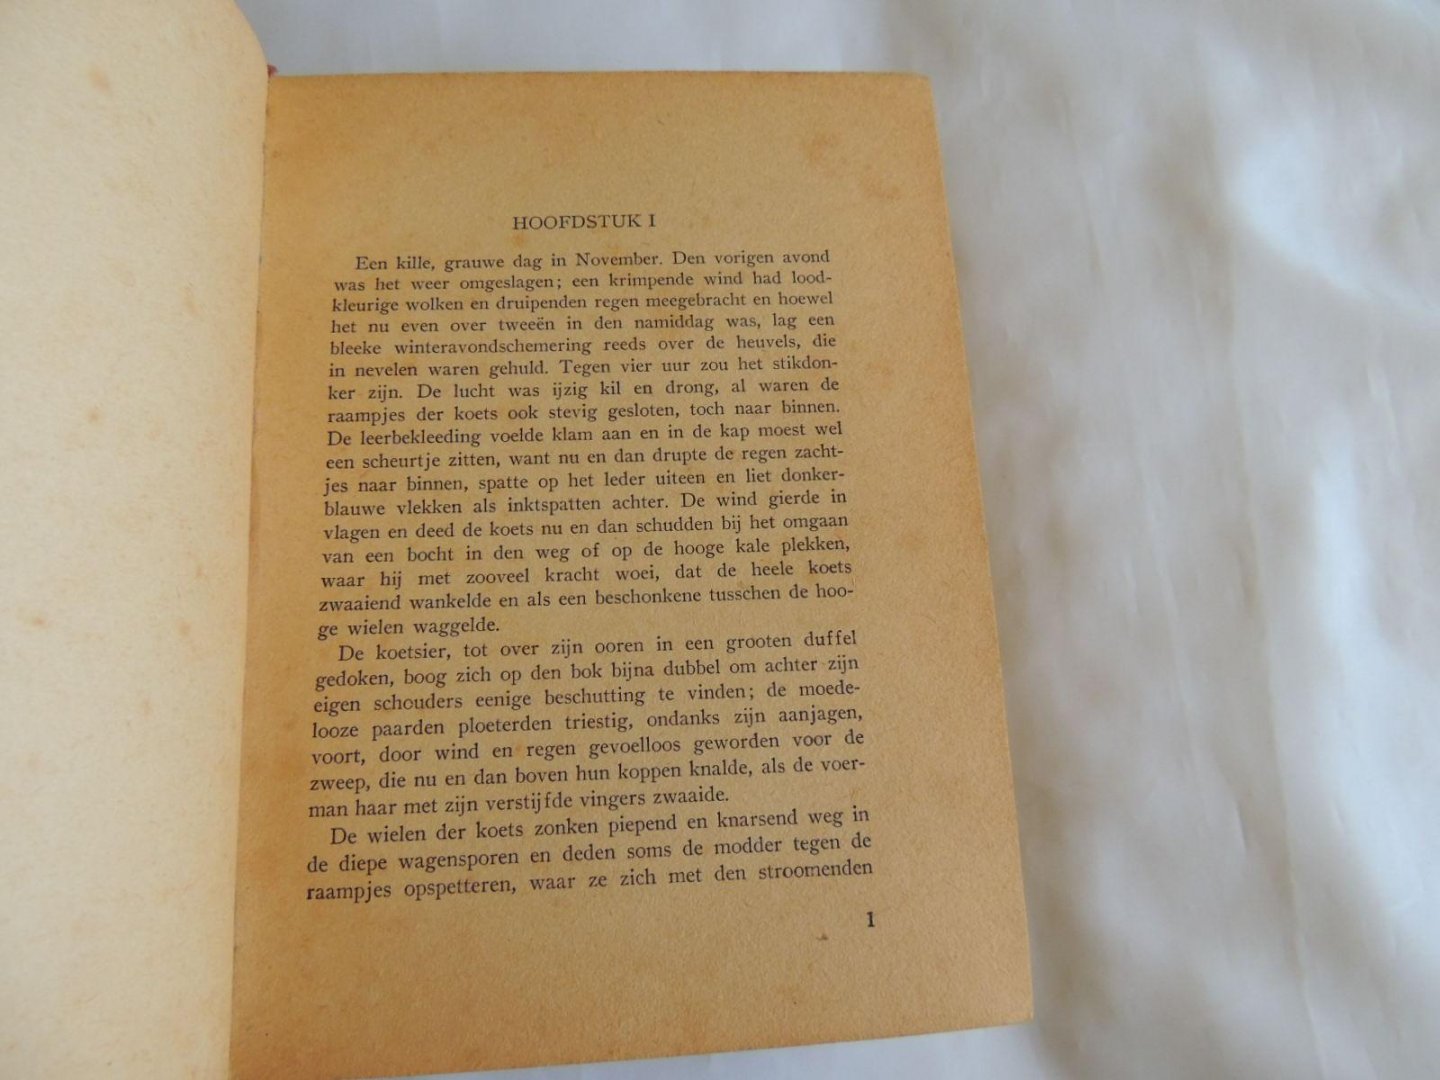 HOOFDSTUK I
Een kille, grauwe dag in November. Den vorigen avond
was het weer omgeslagen; een krimpende wind had lood-
kleurige wolken en druipenden regen meegebracht en hoewel
het nu even over tweeën in den namiddag was, lag een
bleeke winteravondschemering reeds over de heuvels, die
in nevelen waren gehuld. Tegen vier uur zou het stikdon-
ker zijn. De lucht was ijzig kil en drong, al waren de
raampjes der koets ook stevig gesloten, toch naar binnen.
De leerbekleeding voelde klam aan en in de kap moest wel
een scheurtje zitten, want nu en dan drupte de regen zacht-
jes naar binnen, spatte op het leder uiteen en liet donker-
blauwe vlekken als inktspatten achter. De wind gierde in
vlagen en deed de koets nu en dan schudden bij het omgaan
van een bocht in den weg of op de hooge kale plekken,
waar hij met zooveel kracht woei, dat de heele koets
zwaaiend wankelde en als een beschonkene tusschen de hoo-
ge wielen waggelde.
De koetsier, tot over zijn ooren in een grooten duffel
gedoken, boog zich op den bok bijna dubbel om achter zijn
eigen schouders eenige beschutting te vinden; de moede-
looze paarden ploeterden triestig, ondanks zijn aanjagen,
voort, door wind en regen gevoelloos geworden voor de
zweep, die nu en dan boven hun koppen knalde, als de voer-
man haar met zijn verstijfde vingers zwaaide.
De wielen der koets zonken piepend en knarsend weg in
de diepe wagensporen en deden soms de modder tegen de
raampjes opspetteren, waar ze zich met den stroomenden
1